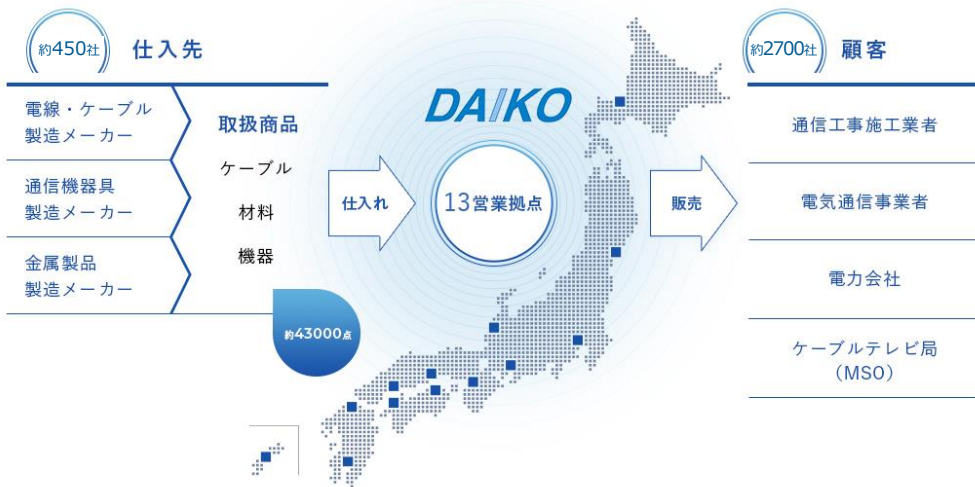 約450社
仕入先
電線・ケーブル
製造メーカー
通信機器具
製造メーカー
金属製品
製造メーカー
取扱商品
ケーブル
材料
機器
約43000点
仕入れ
DAIKO
13営業拠点
販売
約2700社
顧客
通信工事施工業者
電気通信事業者
電力会社
ケーブルテレビ局
（MSO）